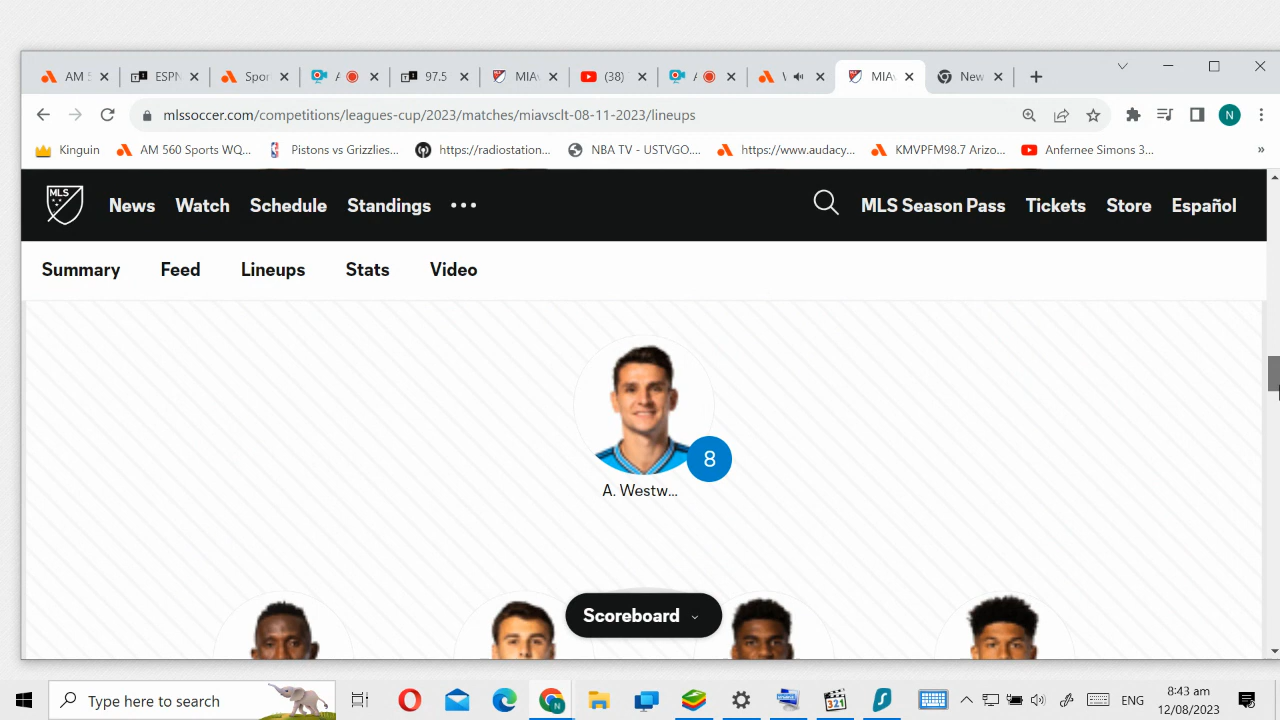 AM 5
ESPN
Spor
A
97.5
MIA
(38)
A
MIA
New
mlssoccer.com/competitions/leagues-cup/2023/matches/miavsclt-08-11-2023/lineups
N
Kinguin
AM 560 Sports WQ...
Pistons vs Grizzlies...
https://radiostation...
NBA TV - USTVGO....
https://www.audacy...
KMVPFM98.7 Arizo...
Anfernee Simons 3...
»
MLS
News
Watch
Schedule
Standings
MLS Season Pass
Tickets
Store
Español
Summary
Feed
Lineups
Stats
Video
8
A. Westw...
Scoreboard
Type here to search
N
321
ENG
8:43 am
12/08/2023